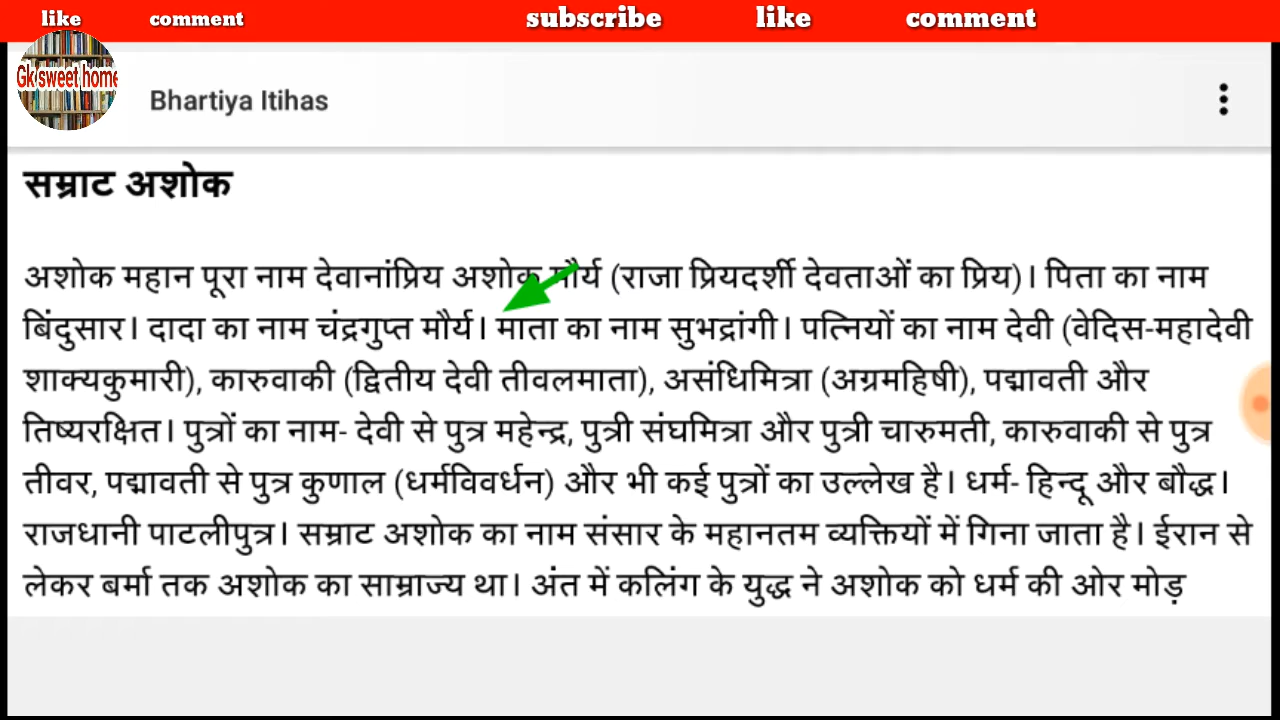 like comment subscribe like comment
Gk sweet home
Bhartiya Itihas
सम्राट अशोक
अशोक महान पूरा नाम देवानांप्रिय अशोक मौर्य (राजा प्रियदर्शी देवताओं का प्रिय)। पिता का नाम
बिंदुसार। दादा का नाम चंद्रगुप्त मौर्य। माता का नाम सुभद्रांगी। पत्नियों का नाम देवी (वेदिस-महादेवी
शाक्यकुमारी), कारुवाकी (द्वितीय देवी तीवलमाता), असंधिमित्रा (अग्रमहिषी), पद्मावती और
तिष्यरक्षित। पुत्रों का नाम- देवी से पुत्र महेन्द्र, पुत्री संघमित्रा और पुत्री चारुमती, कारुवाकी से पुत्र
तीवर, पद्मावती से पुत्र कुणाल (धर्मविवर्धन) और भी कई पुत्रों का उल्लेख है। धर्म- हिन्दू और बौद्ध।
राजधानी पाटलीपुत्र। सम्राट अशोक का नाम संसार के महानतम व्यक्तियों में गिना जाता है। ईरान से
लेकर बर्मा तक अशोक का साम्राज्य था। अंत में कलिंग के युद्ध ने अशोक को धर्म की ओर मोड़